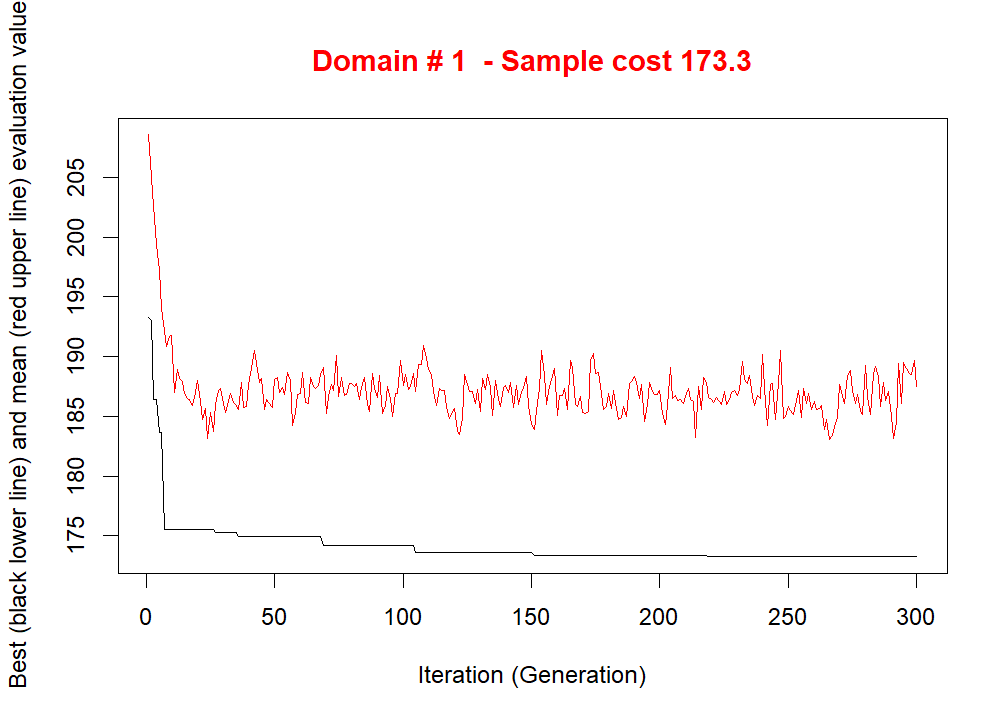 Domain # 1  - Sample cost 173.3
Best (black lower line) and mean (red upper line) evaluation value
205
200
195
190
185
180
175
0 50 100 150 200 250 300
Iteration (Generation)